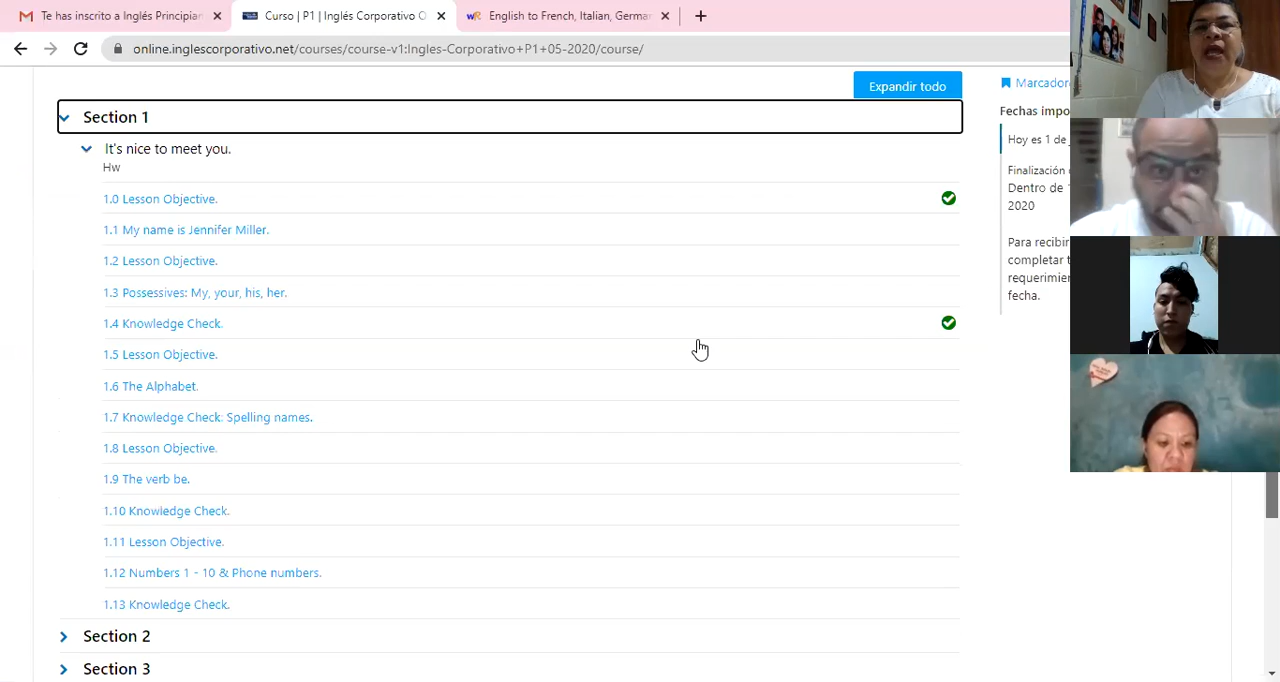 Te has inscrito a Inglés Principian
Curso | P1 | Inglés Corporativo O
English to French, Italian, Germa
online.inglescorporativo.net/courses/course-v1:Ingles-Corporativo+P1+05-2020/course/
Expandir todo
Marcador
Section 1
Fechas impo
It's nice to meet you.
Hoy es 1 de
Hw
Finalización
Dentro de
2020
1.0 Lesson Objective.
1.1 My name is Jennifer Miller.
Para recibir
completar t
requerimien
fecha.
1.2 Lesson Objective.
1.3 Possessives: My, your, his, her.
1.4 Knowledge Check.
1.5 Lesson Objective.
1.6 The Alphabet.
1.7 Knowledge Check: Spelling names.
1.8 Lesson Objective.
1.9 The verb be.
1.10 Knowledge Check.
1.11 Lesson Objective.
1.12 Numbers 1 - 10 & Phone numbers.
1.13 Knowledge Check.
Section 2
Section 3